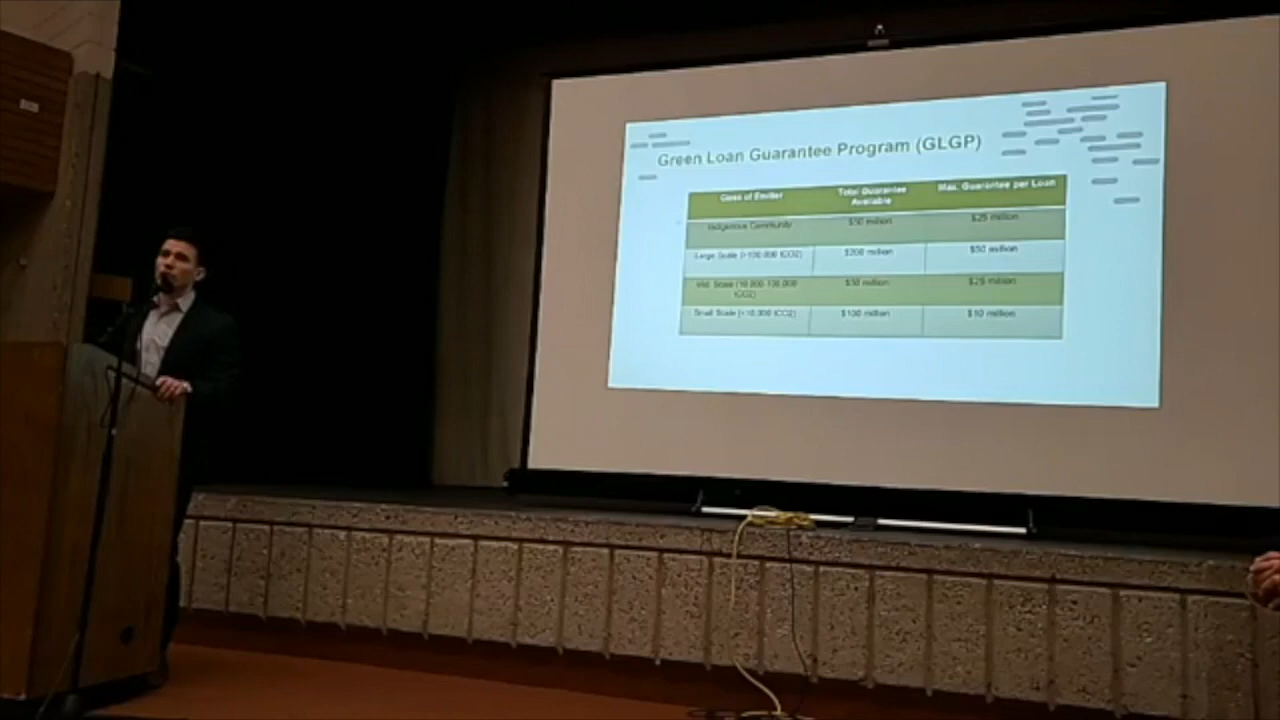 Green Loan Guarantee Program (GLGP)
Class of Emitter
Total Guarantee
Available
Max. Guarantee per Loan
Indigenous Community
$50 million
$25 million
Large Scale (>100,000 tCO2)
$200 million
$50 million
Mid. Scale (10,000-100,000
tCO2)
$50 million
$25 million
Small Scale (<10,000 tCO2)
$100 million
$10 million